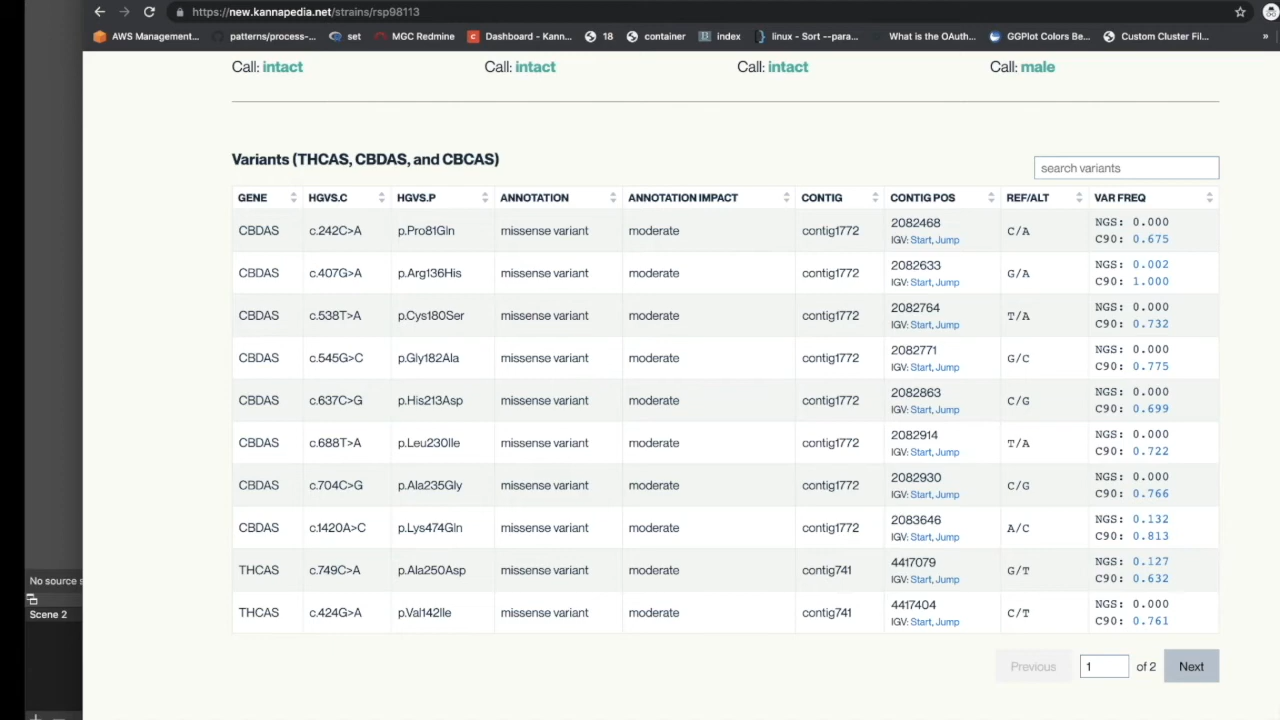 https://new.kannapedia.net/strains/rsp98113
AWS Management... patterns/process-... set MGC Redmine Dashboard - Kann... 18 container index linux - Sort --para... What is the OAuth... GGPlot Colors Be... Custom Cluster Fil... »
Call: intact Call: intact Call: intact Call: male
Variants (THCAS, CBDAS, and CBCAS)
search variants
GENE HGVS.C HGVS.P ANNOTATION ANNOTATION IMPACT CONTIG CONTIG POS REF/ALT VAR FREQ
CBDAS c.242C>A p.Pro81Gln missense variant moderate contig1772 2082468 IGV: Start, Jump C/A NGS: 0.000 C90: 0.675
CBDAS c.407G>A p.Arg136His missense variant moderate contig1772 2082633 IGV: Start, Jump G/A NGS: 0.002 C90: 1.000
CBDAS c.538T>A p.Cys180Ser missense variant moderate contig1772 2082764 IGV: Start, Jump T/A NGS: 0.000 C90: 0.732
CBDAS c.545G>C p.Gly182Ala missense variant moderate contig1772 2082771 IGV: Start, Jump G/C NGS: 0.000 C90: 0.775
CBDAS c.637C>G p.His213Asp missense variant moderate contig1772 2082863 IGV: Start, Jump C/G NGS: 0.000 C90: 0.699
CBDAS c.688T>A p.Leu230Ile missense variant moderate contig1772 2082914 IGV: Start, Jump T/A NGS: 0.000 C90: 0.722
CBDAS c.704C>G p.Ala235Gly missense variant moderate contig1772 2082930 IGV: Start, Jump C/G NGS: 0.000 C90: 0.766
CBDAS c.1420A>C p.Lys474Gln missense variant moderate contig1772 2083646 IGV: Start, Jump A/C NGS: 0.132 C90: 0.813
THCAS c.749C>A p.Ala250Asp missense variant moderate contig741 4417079 IGV: Start, Jump G/T NGS: 0.127 C90: 0.632
THCAS c.424G>A p.Val142Ile missense variant moderate contig741 4417404 IGV: Start, Jump C/T NGS: 0.000 C90: 0.761
Previous 1 of 2 Next
No source s
Scene 2